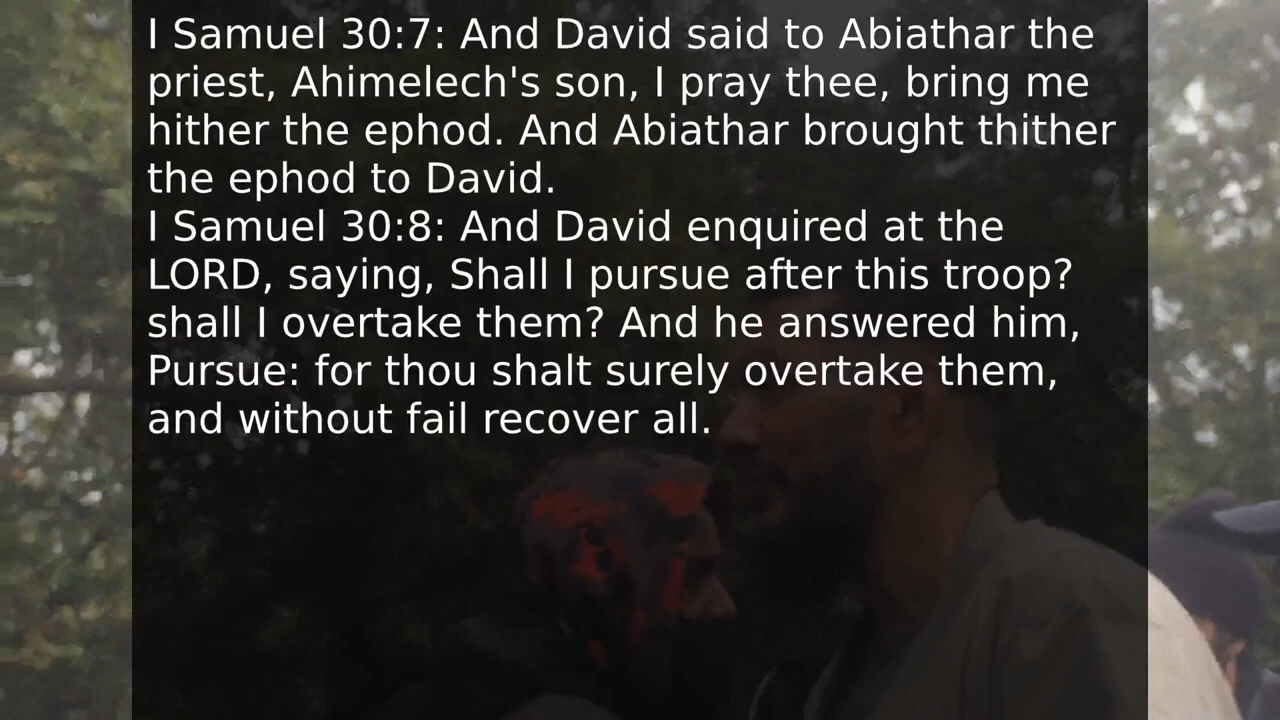 I Samuel 30:7: And David said to Abiathar the
priest, Ahimelech's son, I pray thee, bring me
hither the ephod. And Abiathar brought thither
the ephod to David.
I Samuel 30:8: And David enquired at the
LORD, saying, Shall I pursue after this troop?
shall I overtake them? And he answered him,
Pursue: for thou shalt surely overtake them,
and without fail recover all.